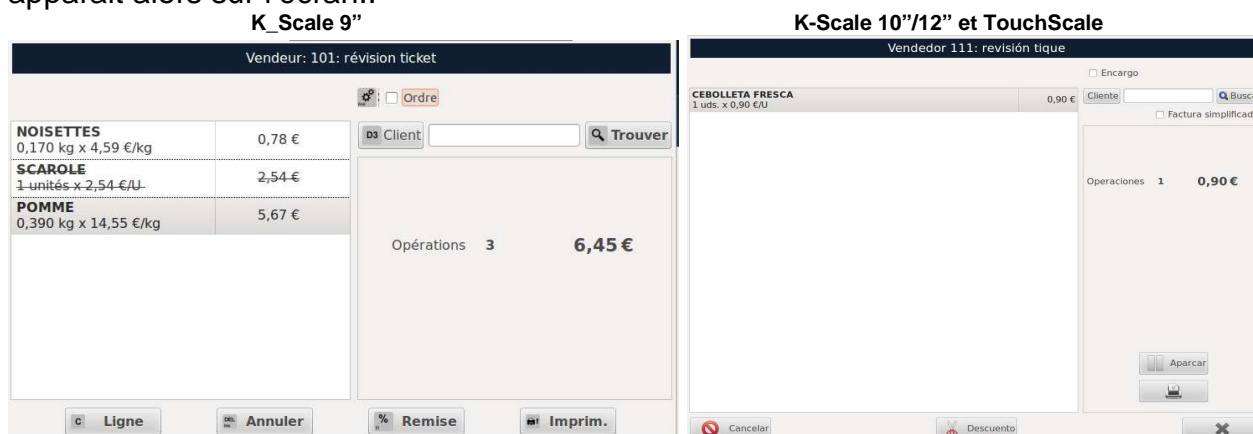 apparaît alors sur l'écran..
K_Scale 9”
K-Scale 10”/12” et TouchScale
Vendeur: 101: révision ticket
Ordre
NOISETTES
0,170 kg x 4,59 €/kg
0,78 €
SCAROLE
1 unités x 2,54 €/U
2,54 €
POMME
0,390 kg x 14,55 €/kg
5,67 €
D3 Client
Trouver
Opérations 3 6,45 €
C Ligne
DEL Annuler
% Remise
Imprim.
Vendedor 111: revisión tique
Encargo
CEBOLLETA FRESCA
1 uds. x 0,90 €/U
0,90 €
Cliente
Busca
Factura simplificad
Operaciones 1 0,90 €
Aparcar
Cancelar
Descuento